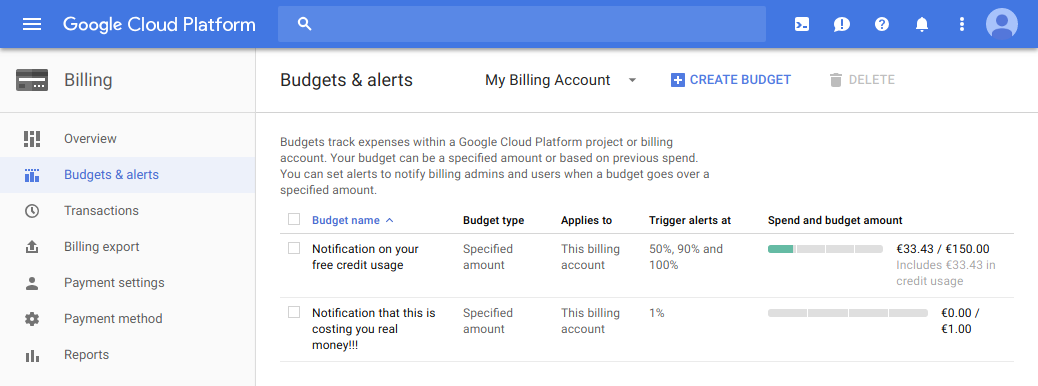 Google Cloud Platform
Billing
Budgets & alerts
My Billing Account
CREATE BUDGET
DELETE
Overview
Budgets & alerts
Transactions
Billing export
Payment settings
Payment method
Reports
Budgets track expenses within a Google Cloud Platform project or billing
account. Your budget can be a specified amount or based on previous spend.
You can set alerts to notify billing admins and users when a budget goes over a
specified amount.
Budget name
Budget type
Applies to
Trigger alerts at
Spend and budget amount
Notification on your
free credit usage
Specified
amount
This billing
account
50%, 90% and
100%
€33.43 / €150.00
Includes €33.43 in
credit usage
Notification that this is
costing you real
money!!!
Specified
amount
This billing
account
1%
€0.00 /
€1.00